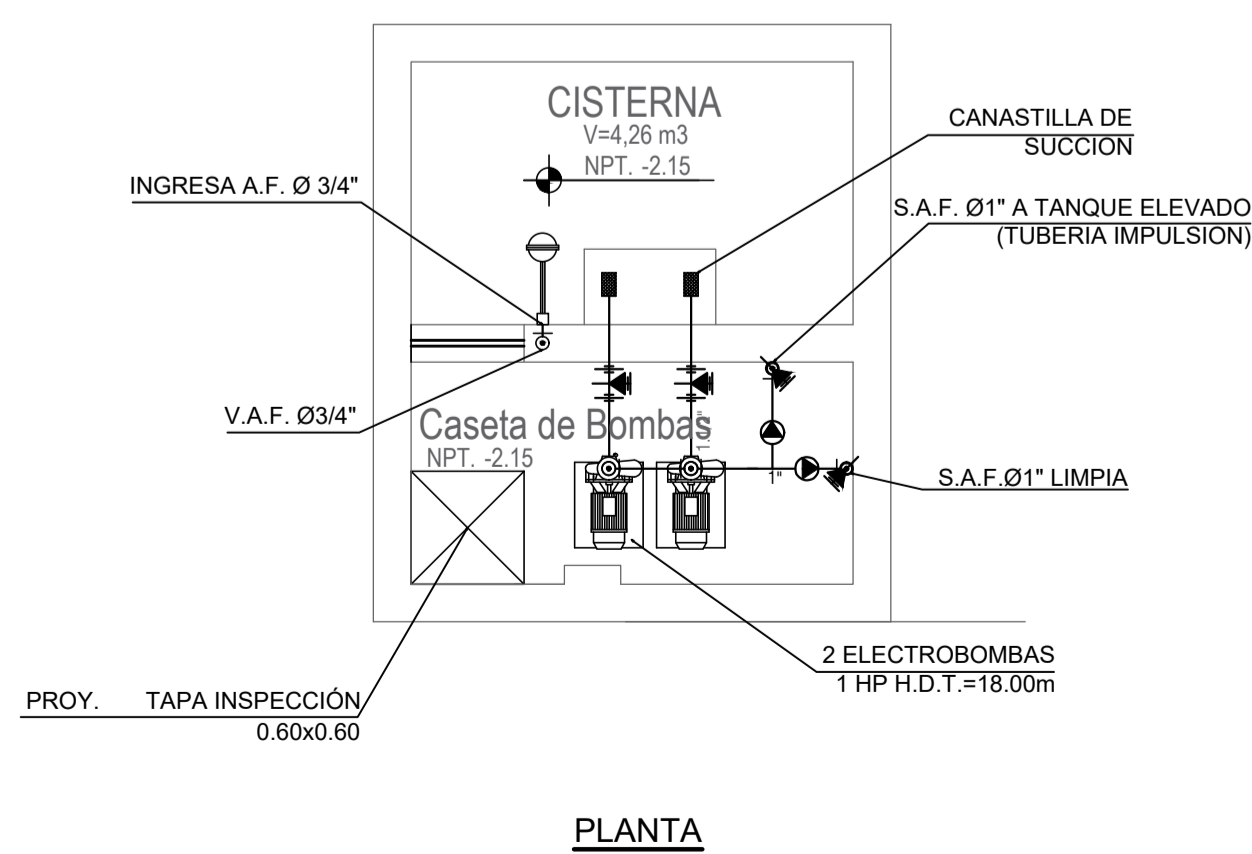 CISTERNA
V=4,26 m3
NPT. -2.15
CANASTILLA DE
SUCCION
INGRESA A.F. Ø 3/4"
S.A.F. Ø1" A TANQUE ELEVADO
(TUBERIA IMPULSION)
V.A.F. Ø3/4"
Caseta de Bombas
NPT. -2.15
1"
S.A.F.Ø1" LIMPIA
2 ELECTROBOMBAS
1 HP H.D.T.=18.00m
PROY. TAPA INSPECCIÓN
0.60x0.60
PLANTA